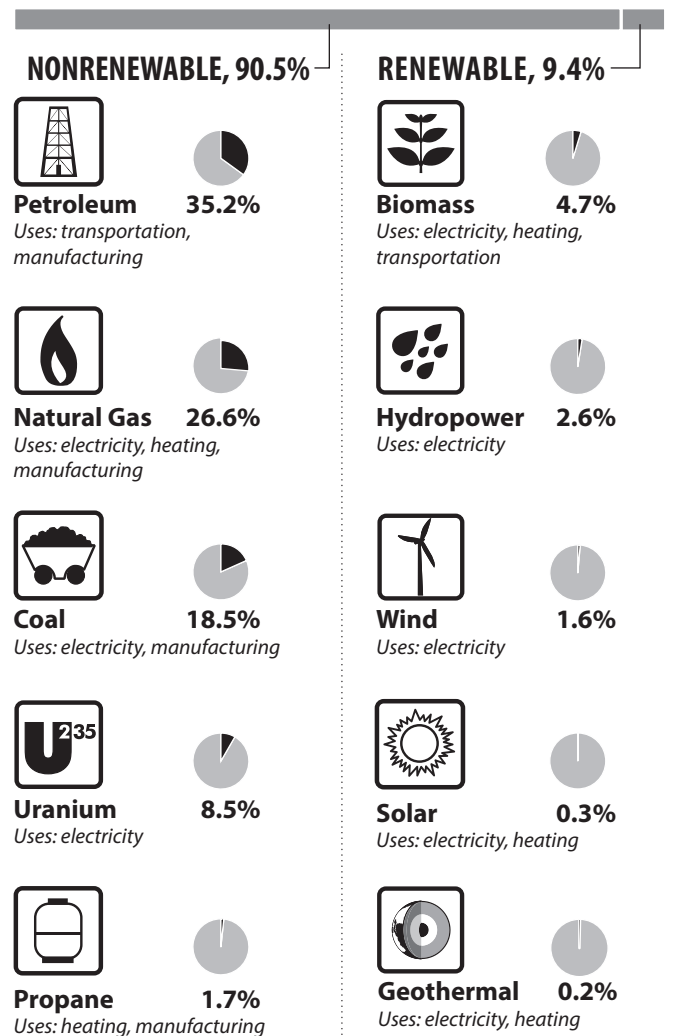 NONRENEWABLE, 90.5%
Petroleum 35.2%
Uses: transportation,
manufacturing
Natural Gas 26.6%
Uses: electricity, heating,
manufacturing
Coal 18.5%
Uses: electricity, manufacturing
U235
Uranium 8.5%
Uses: electricity
Propane 1.7%
Uses: heating, manufacturing
RENEWABLE, 9.4%
Biomass 4.7%
Uses: electricity, heating,
transportation
Hydropower 2.6%
Uses: electricity
Wind 1.6%
Uses: electricity
Solar 0.3%
Uses: electricity, heating
Geothermal 0.2%
Uses: electricity, heating